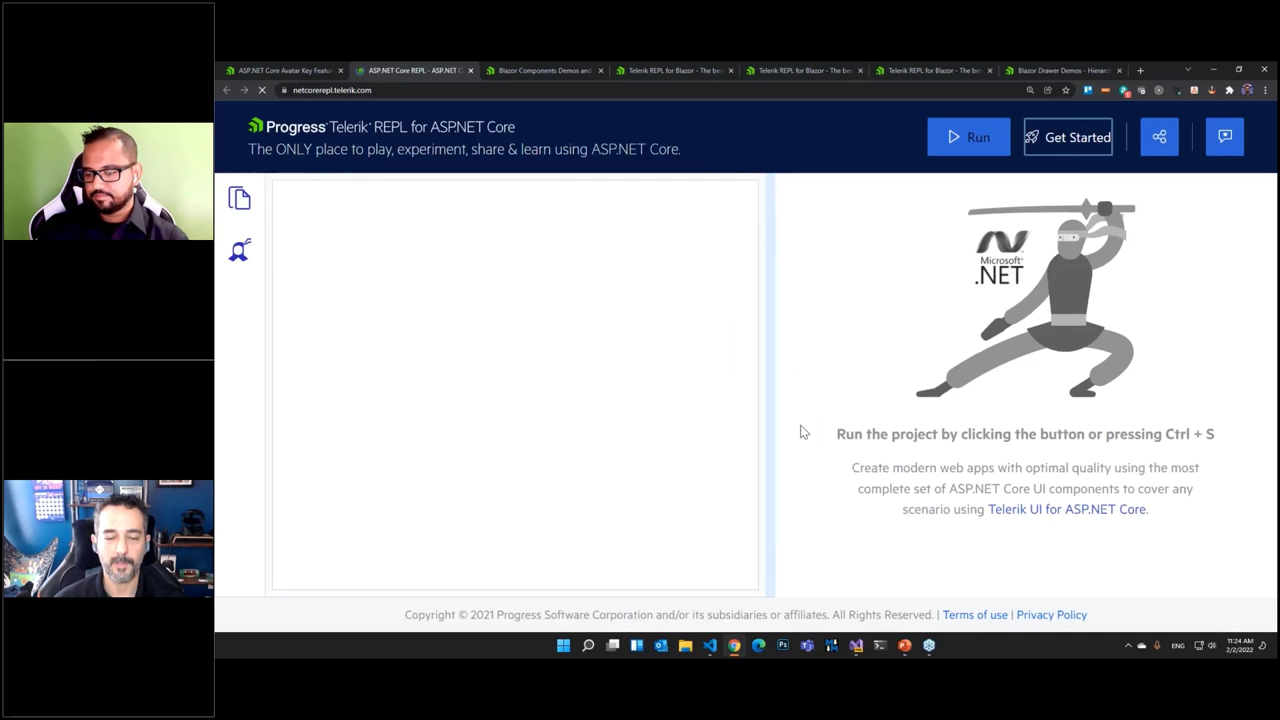 ASP.NET Core Avatar Key Featur
ASP.NET Core REPL - ASP.NET C
Blazor Components Demos and
Telerik REPL for Blazor - The be
Telerik REPL for Blazor - The be
Telerik REPL for Blazor - The be
Blazor Drawer Demos - Hierarc
netcorerepl.telerik.com
Progress Telerik REPL for ASP.NET Core
The ONLY place to play, experiment, share & learn using ASP.NET Core.
Run
Get Started
Microsoft
.NET
Run the project by clicking the button or pressing Ctrl + S
Create modern web apps with optimal quality using the most
complete set of ASP.NET Core UI components to cover any
scenario using Telerik UI for ASP.NET Core.
Copyright © 2021 Progress Software Corporation and/or its subsidiaries or affiliates. All Rights Reserved. | Terms of use | Privacy Policy
Ps
ENG
11:24 AM
2/2/2022